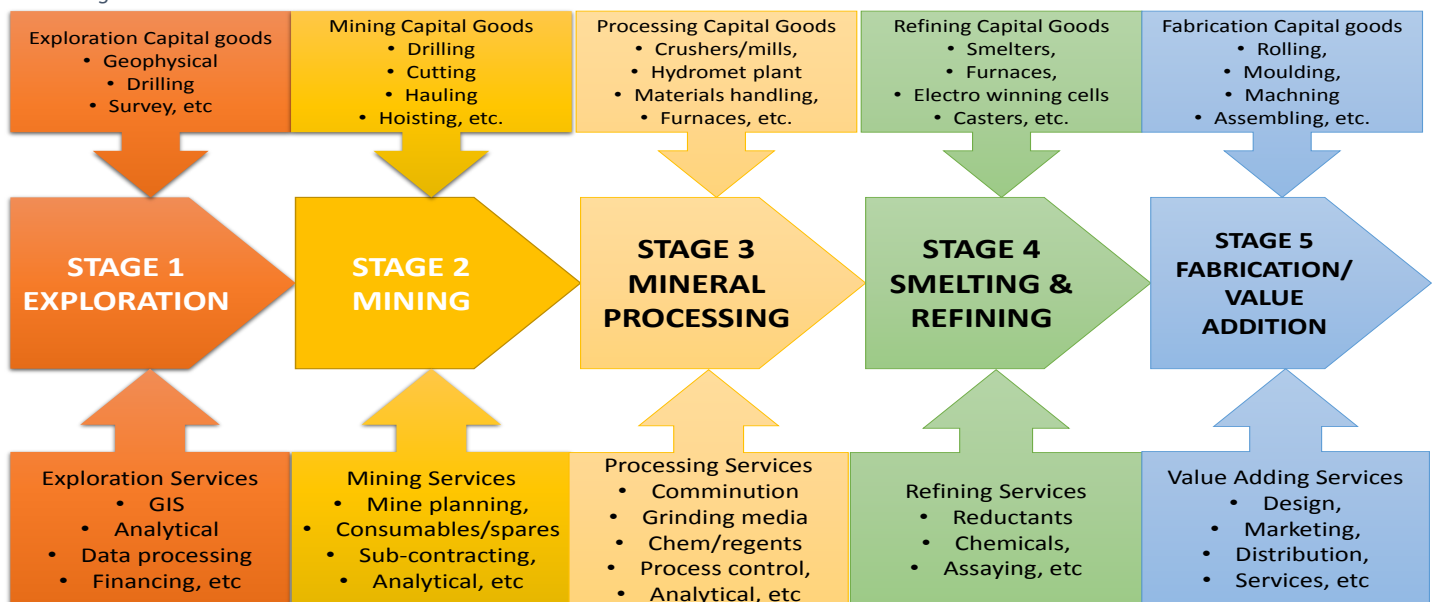 Exploration Capital goods
• Geophysical
• Drilling
• Survey, etc
Mining Capital Goods
• Drilling
• Cutting
• Hauling
• Hoisting, etc.
Processing Capital Goods
• Crushers/mills,
• Hydromet plant
• Materials handling,
• Furnaces, etc.
Refining Capital Goods
• Smelters,
• Furnaces,
• Electro winning cells
• Casters, etc.
Fabrication Capital goods
• Rolling,
• Moulding,
• Machning
• Assembling, etc.
STAGE 1
EXPLORATION
STAGE 2
MINING
STAGE 3
MINERAL
PROCESSING
STAGE 4
SMELTING &
REFINING
STAGE 5
FABRICATION/
VALUE
ADDITION
Exploration Services
• GIS
• Analytical
• Data processing
• Financing, etc
Mining Services
• Mine planning,
• Consumables/spares
• Sub-contracting,
• Analytical, etc
Processing Services
• Comminution
• Grinding media
• Chem/regents
• Process control,
• Analytical, etc
Refining Services
• Reductants
• Chemicals,
• Assaying, etc
Value Adding Services
• Design,
• Marketing,
• Distribution,
• Services, etc